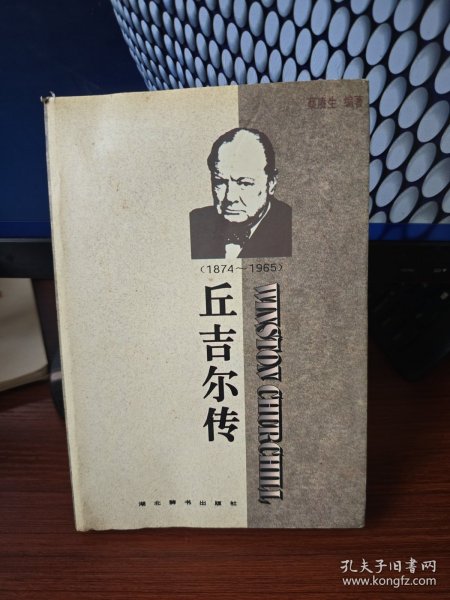 编著
(1874～1965)
丘吉尔传
WINSTON CHURCHILL
湖北辞书出版社
孔夫子旧书网
www.kongfz.com